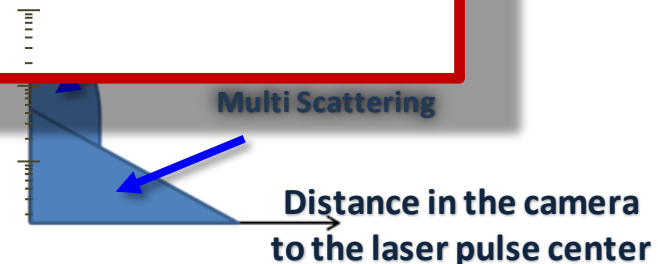 Multi Scattering
Distance in the camera
to the laser pulse center